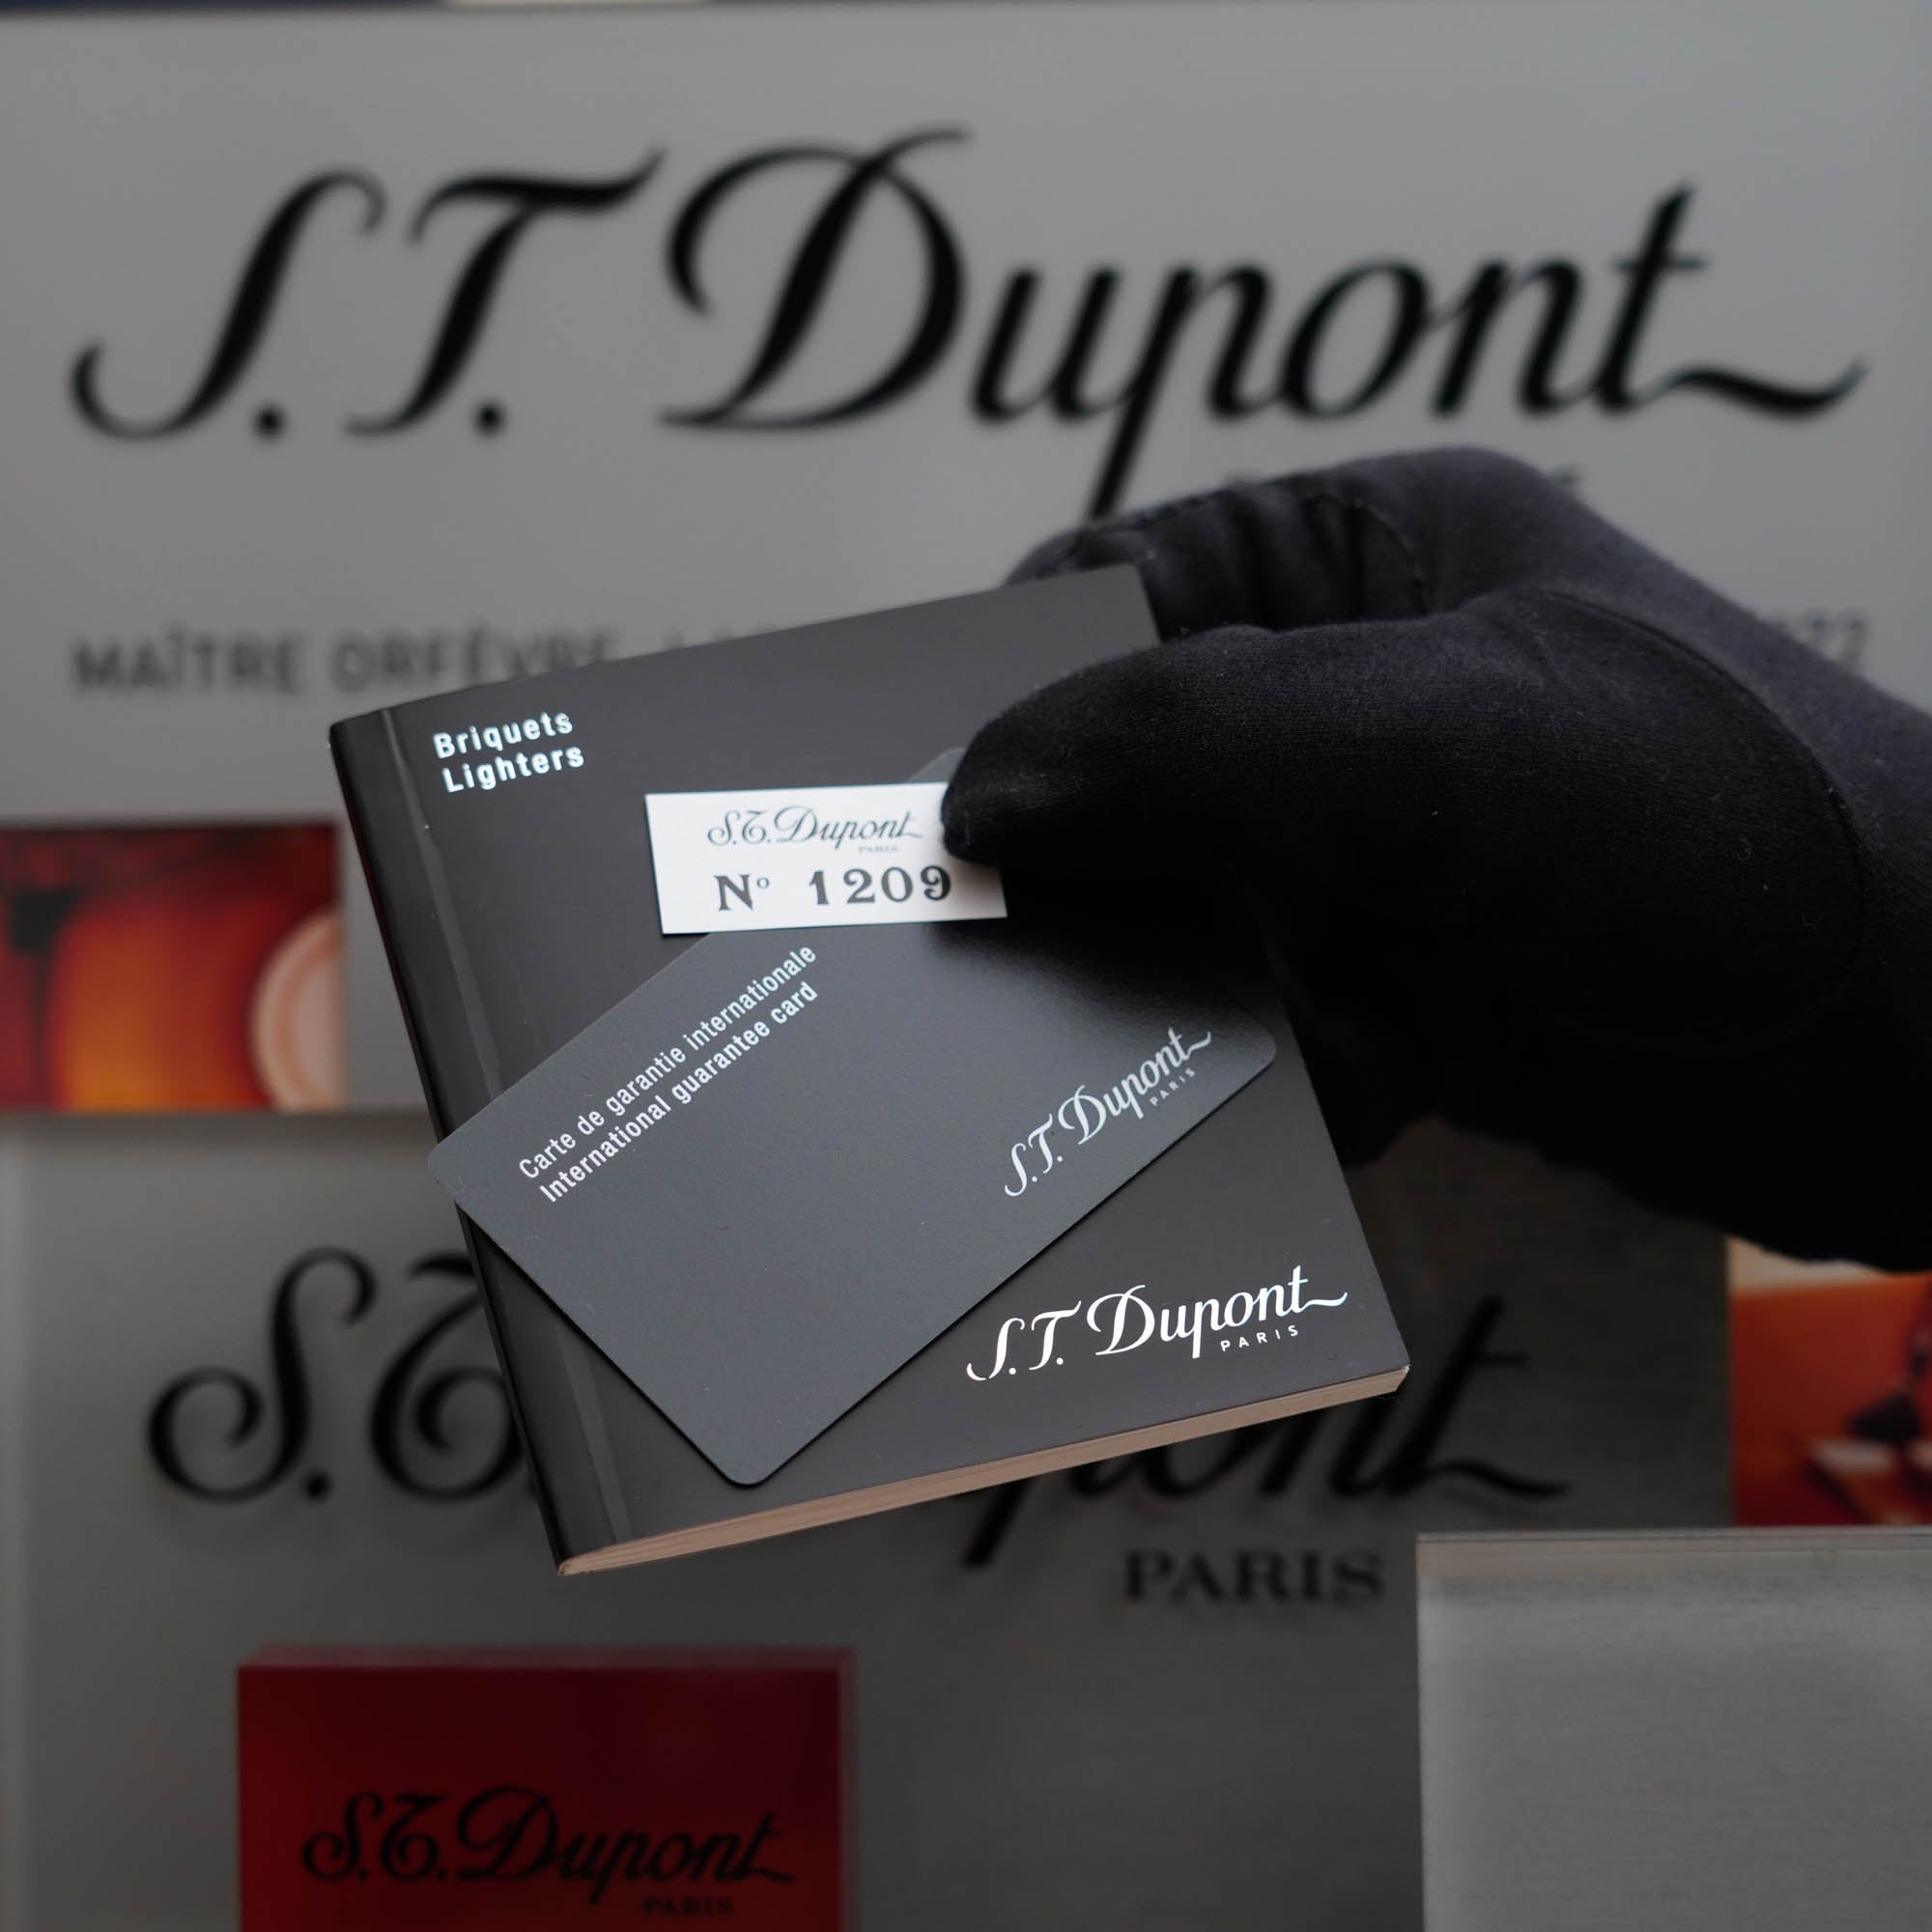 S.T. Dupont
MAÎTRE ORFÈVRE
Briquets
Lighters
S.T. Dupont
PARIS
Nº 1209
Carte de garantie internationale
International guarantee card
S.T. Dupont
PARIS
S.T. Dupont
PARIS
PARIS
S.T. Dupont
PARIS